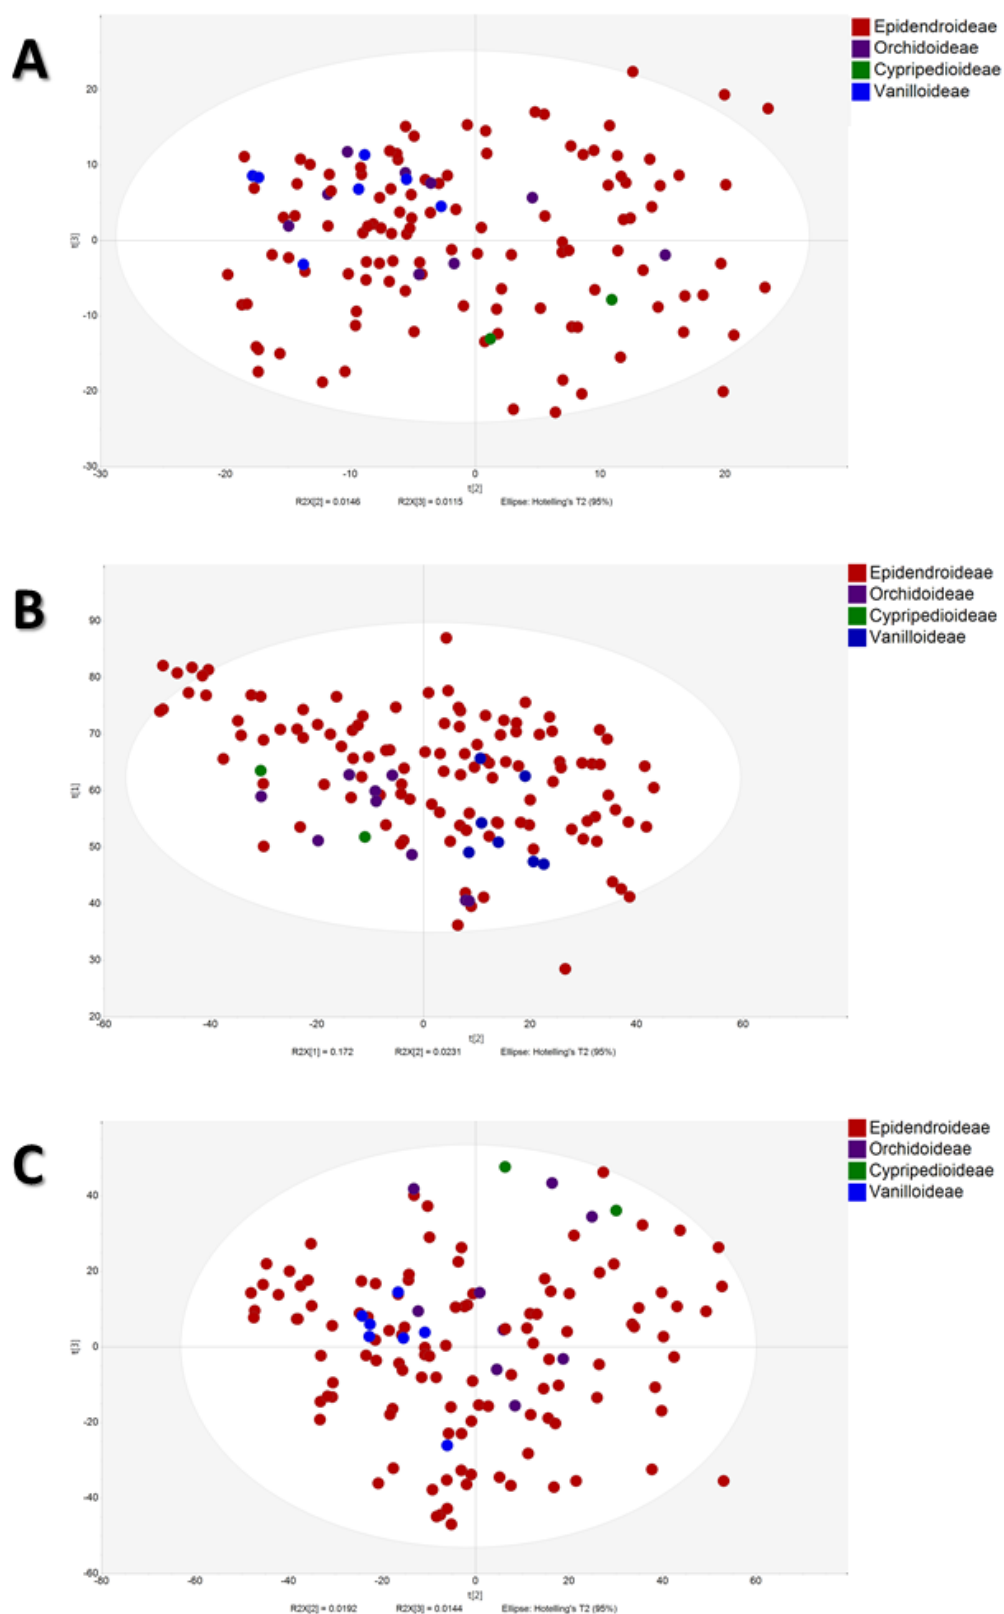 A
Epidendroideae
Orchidoideae
Cypripedioideae
Vanilloideae
20
10
0
-10
-20
-30
t[3]
-30 -20 -10 0 10 20
t[2]
R2X[2] = 0.0146 R2X[3] = 0.0115 Ellipse: Hotelling's T2 (95%)
B
Epidendroideae
Orchidoideae
Cypripedioideae
Vanilloideae
90
80
70
60
50
40
30
20
t[1]
-60 -40 -20 0 20 40 60
t[2]
R2X[1] = 0.172 R2X[2] = 0.0231 Ellipse: Hotelling's T2 (95%)
C
Epidendroideae
Orchidoideae
Cypripedioideae
Vanilloideae
40
20
0
-20
-40
-60
t[3]
-80 -60 -40 -20 0 20 40 60
t[2]
R2X[2] = 0.0192 R2X[3] = 0.0144 Ellipse: Hotelling's T2 (95%)